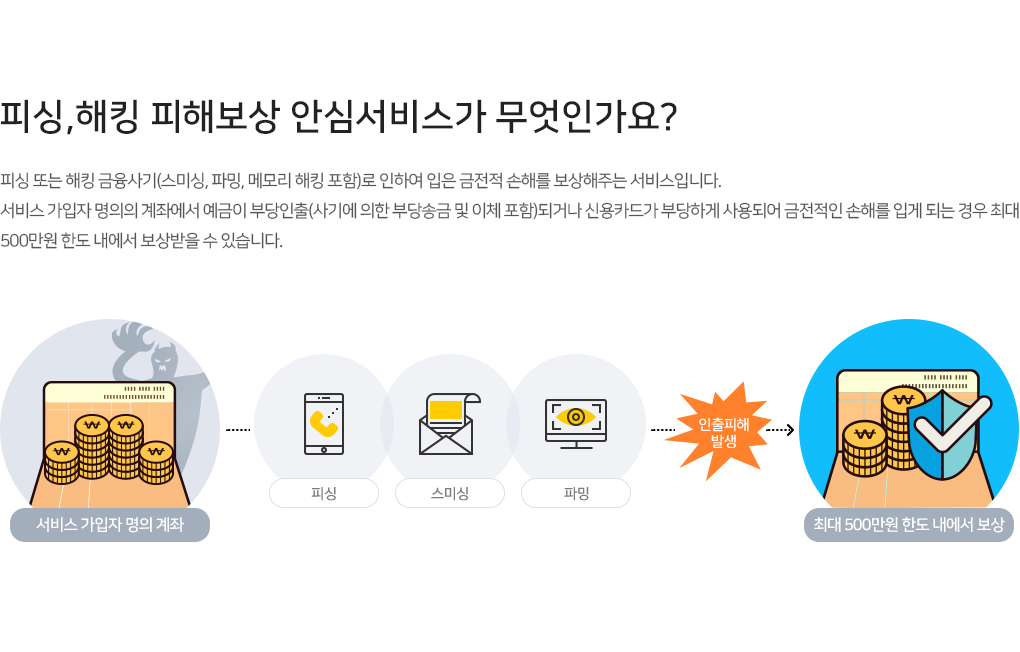 피싱,해킹 피해보상 안심서비스가 무엇인가요?
피싱 또는 해킹 금융사기(스미싱, 파밍, 메모리 해킹 포함)로 인하여 입은 금전적 손해를 보상해주는 서비스입니다.
서비스 가입자 명의의 계좌에서 예금이 부당인출(사기에 의한 부당송금 및 이체 포함)되거나 신용카드가 부당하게 사용되어 금전적인 손해를 입게 되는 경우 최대
500만원 한도 내에서 보상받을 수 있습니다.
인출피해
발생
피싱
스미싱
파밍
서비스 가입자 명의 계좌
최대 500만원 한도 내에서 보상